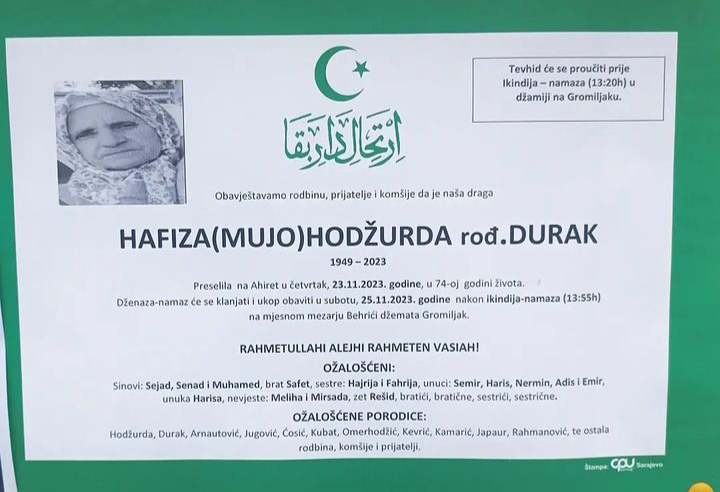 Tevhid će se proučiti prije
Ikindija – namaza (13:20h) u
džamiji na Gromiljaku.
إرتحال دار بقا
Obavještavamo rodbinu, prijatelje i komšije da je naša draga
HAFIZA(MUJO)HODŽURDA rođ.DURAK
1949 – 2023
Preselila na Ahiret u četvrtak, 23.11.2023. godine, u 74-oj godini života.
Dženaza-namaz će se klanjati i ukop obaviti u subotu, 25.11.2023. godine nakon ikindija-namaza (13:55h)
na mjesnom mezarju Behrići džemata Gromiljak.
RAHMETULLAHI ALEJHI RAHMETEN VASIAH!
OŽALOŠĆENI:
Sinovi: Sejad, Senad i Muhamed, brat Safet, sestre: Hajrija i Fahrija, unuci: Semir, Haris, Nermin, Adis i Emir,
unuka Harisa, nevjeste: Meliha i Mirsada, zet Rešid, bratići, bratične, sestrići, sestrične.
OŽALOŠĆENE PORODICE:
Hodžurda, Durak, Arnautović, Jugović, Ćosić, Kubat, Omerhodžić, Kevrić, Kamarić, Japaur, Rahmanović, te ostala
rodbina, komšije i prijatelji.
Štampa: CPU Sarajevo